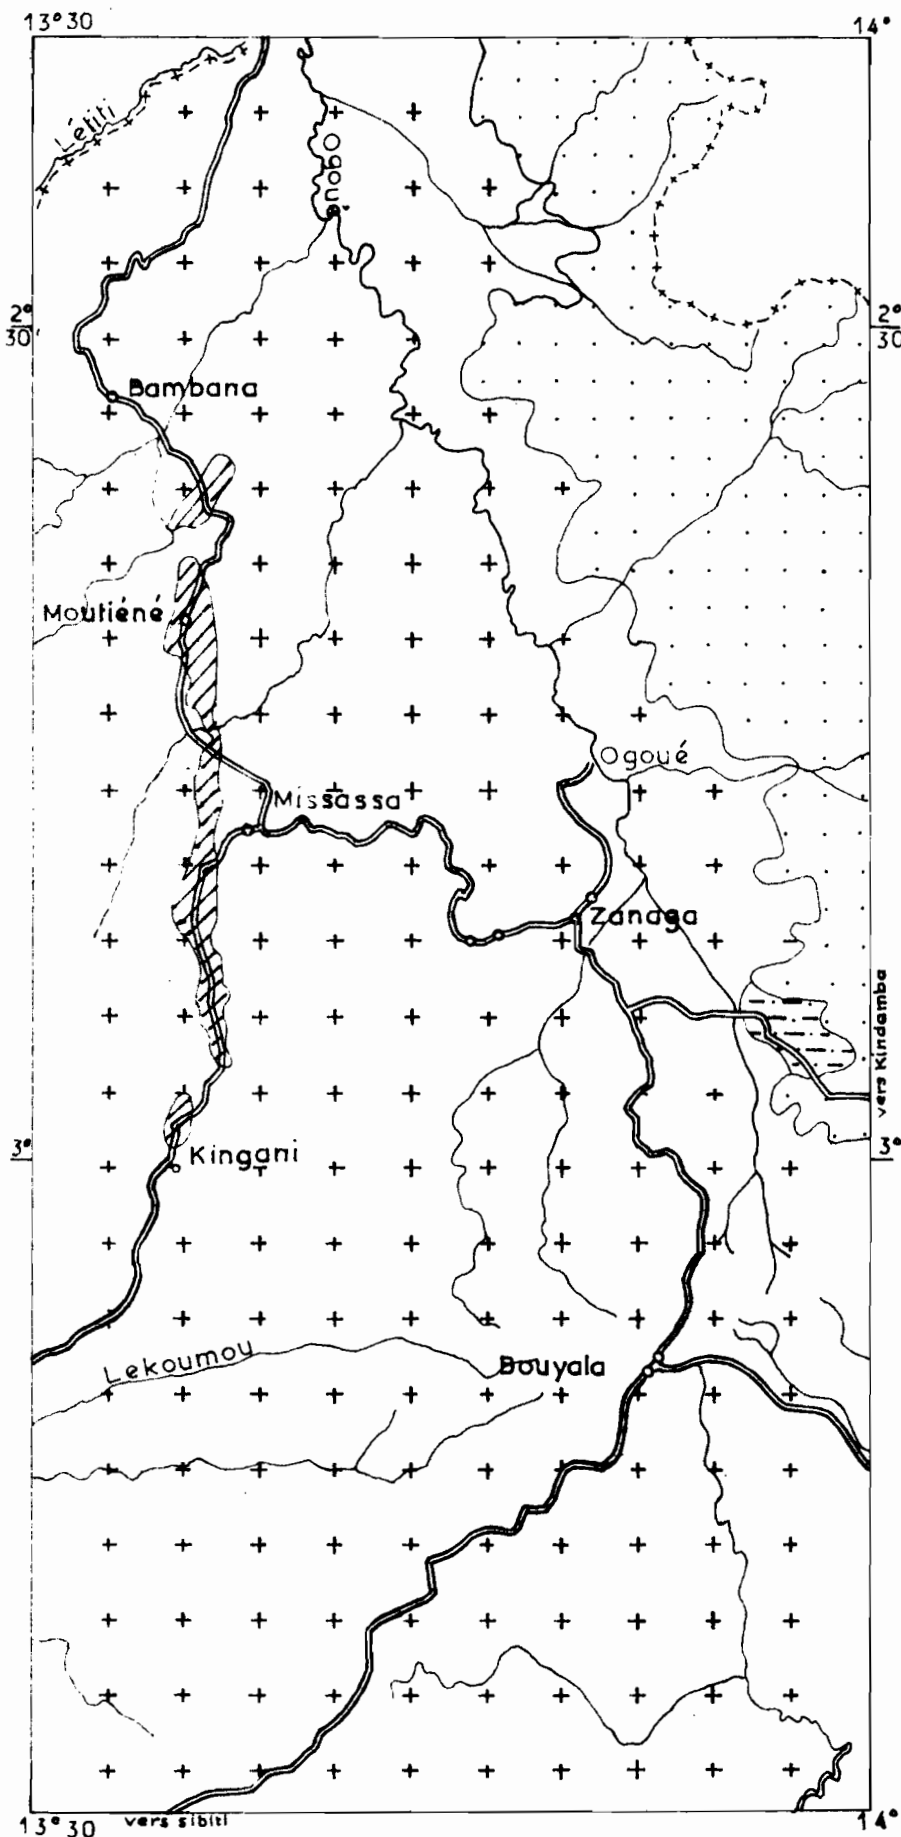 13°30
14°
Létiti
Ogoué
2°
30
2°
30
Bambana
Moutiéné
Ogoué
Missassa
Zanaga
vers Kindamba
3°
3°
Kingani
Lekoumou
Bouyala
13°30
vers sibiti
14°